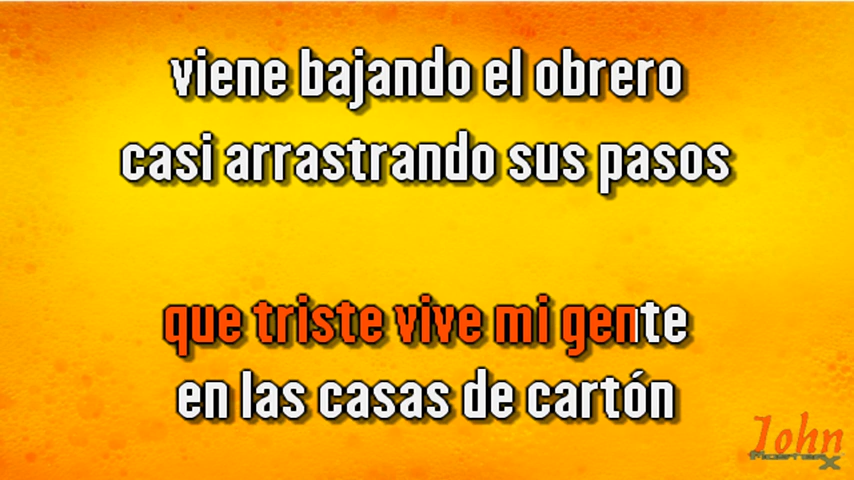 viene bajando el obrero
casi arrastrando sus pasos
que triste vive mi gente
en las casas de cartón
John